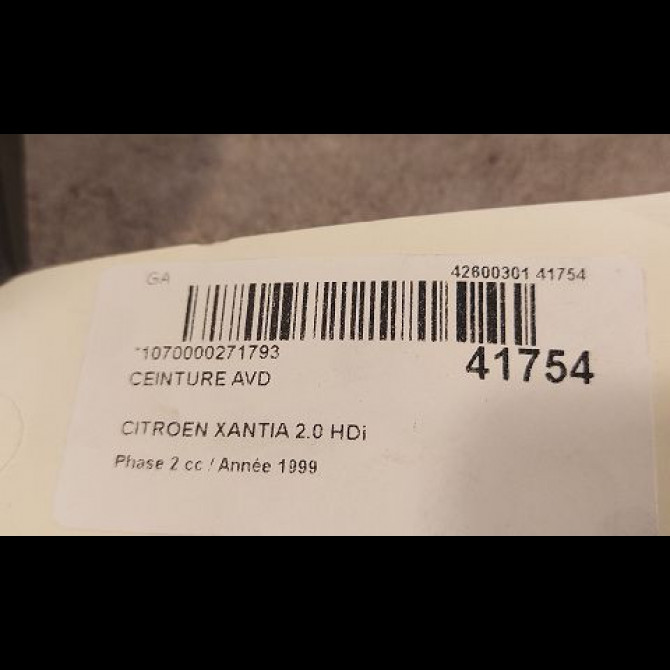 GA 42600301 41754
*1070000271793
41754
CEINTURE AVD
CITROEN XANTIA 2.0 HDi
Phase 2 cc / Année 1999